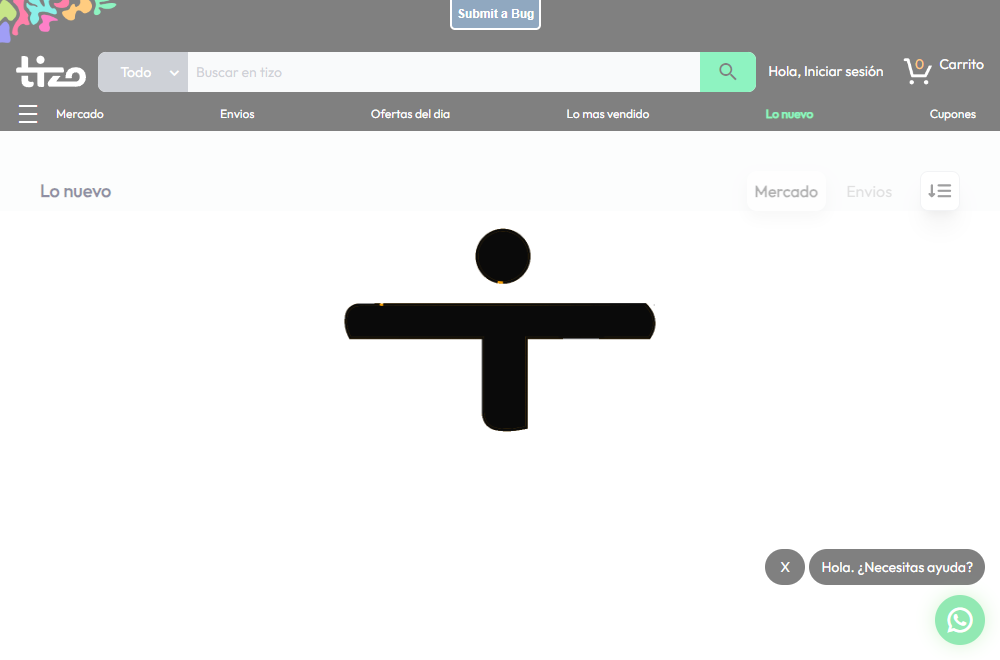 Submit a Bug
tizo
Todo
Buscar en tizo
Hola, Iniciar sesión
0
Carrito
Mercado
Envios
Ofertas del dia
Lo mas vendido
Lo nuevo
Cupones
Lo nuevo
Mercado
Envios
X
Hola. ¿Necesitas ayuda?